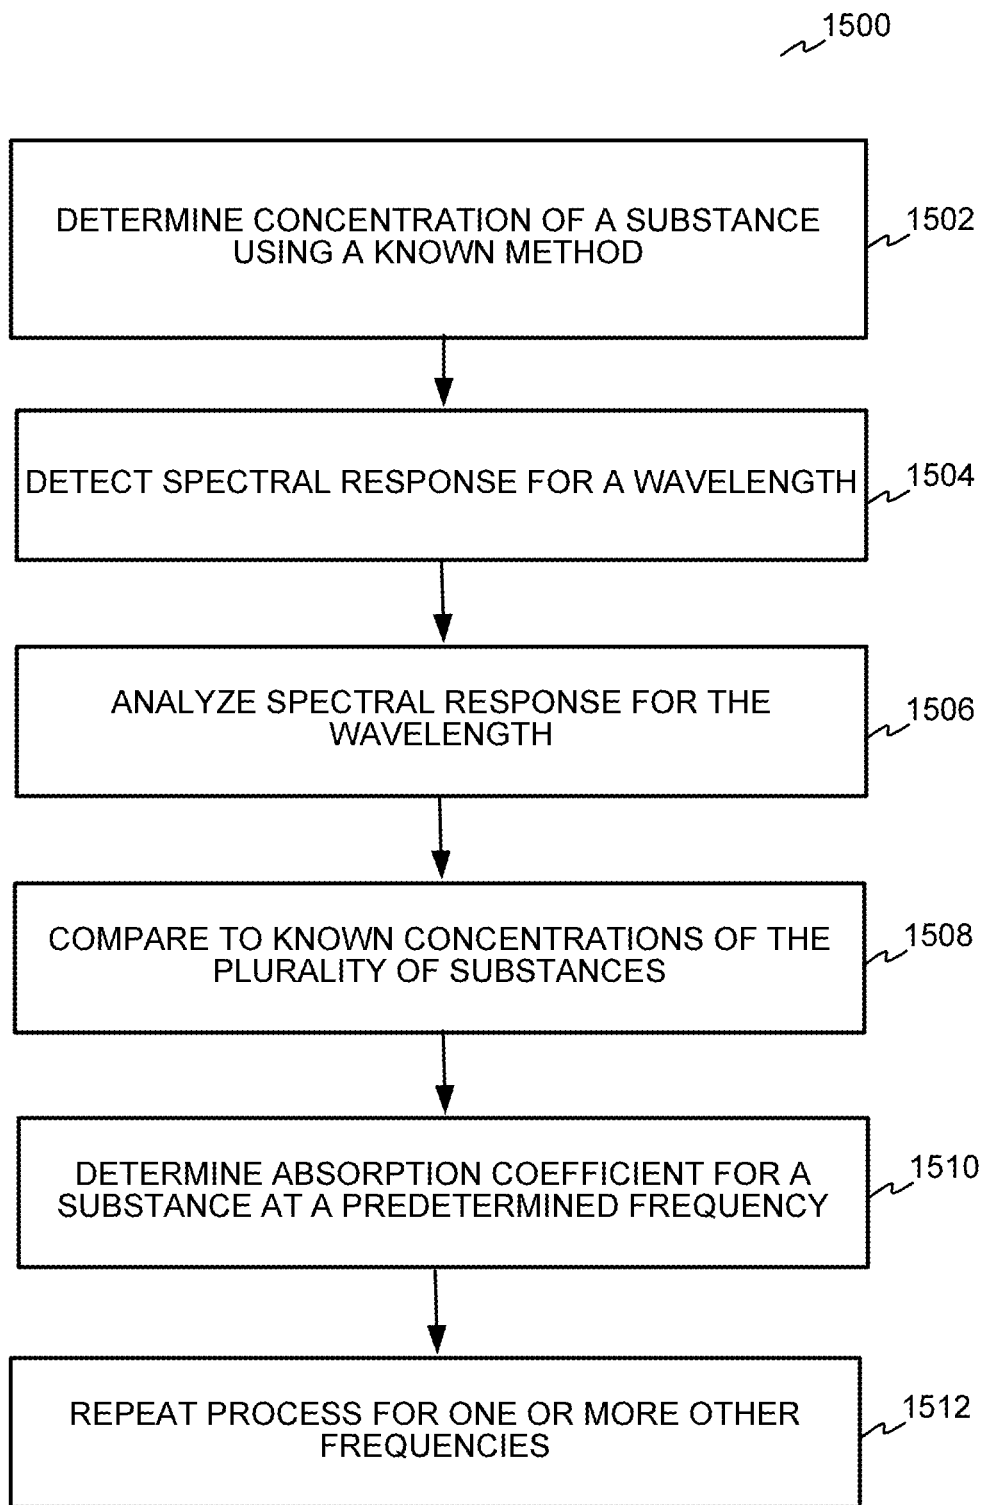 1500
DETERMINE CONCENTRATION OF A SUBSTANCE
USING A KNOWN METHOD
1502
DETECT SPECTRAL RESPONSE FOR A WAVELENGTH
1504
ANALYZE SPECTRAL RESPONSE FOR THE
WAVELENGTH
1506
COMPARE TO KNOWN CONCENTRATIONS OF THE
PLURALITY OF SUBSTANCES
1508
DETERMINE ABSORPTION COEFFICIENT FOR A
SUBSTANCE AT A PREDETERMINED FREQUENCY
1510
REPEAT PROCESS FOR ONE OR MORE OTHER
FREQUENCIES
1512